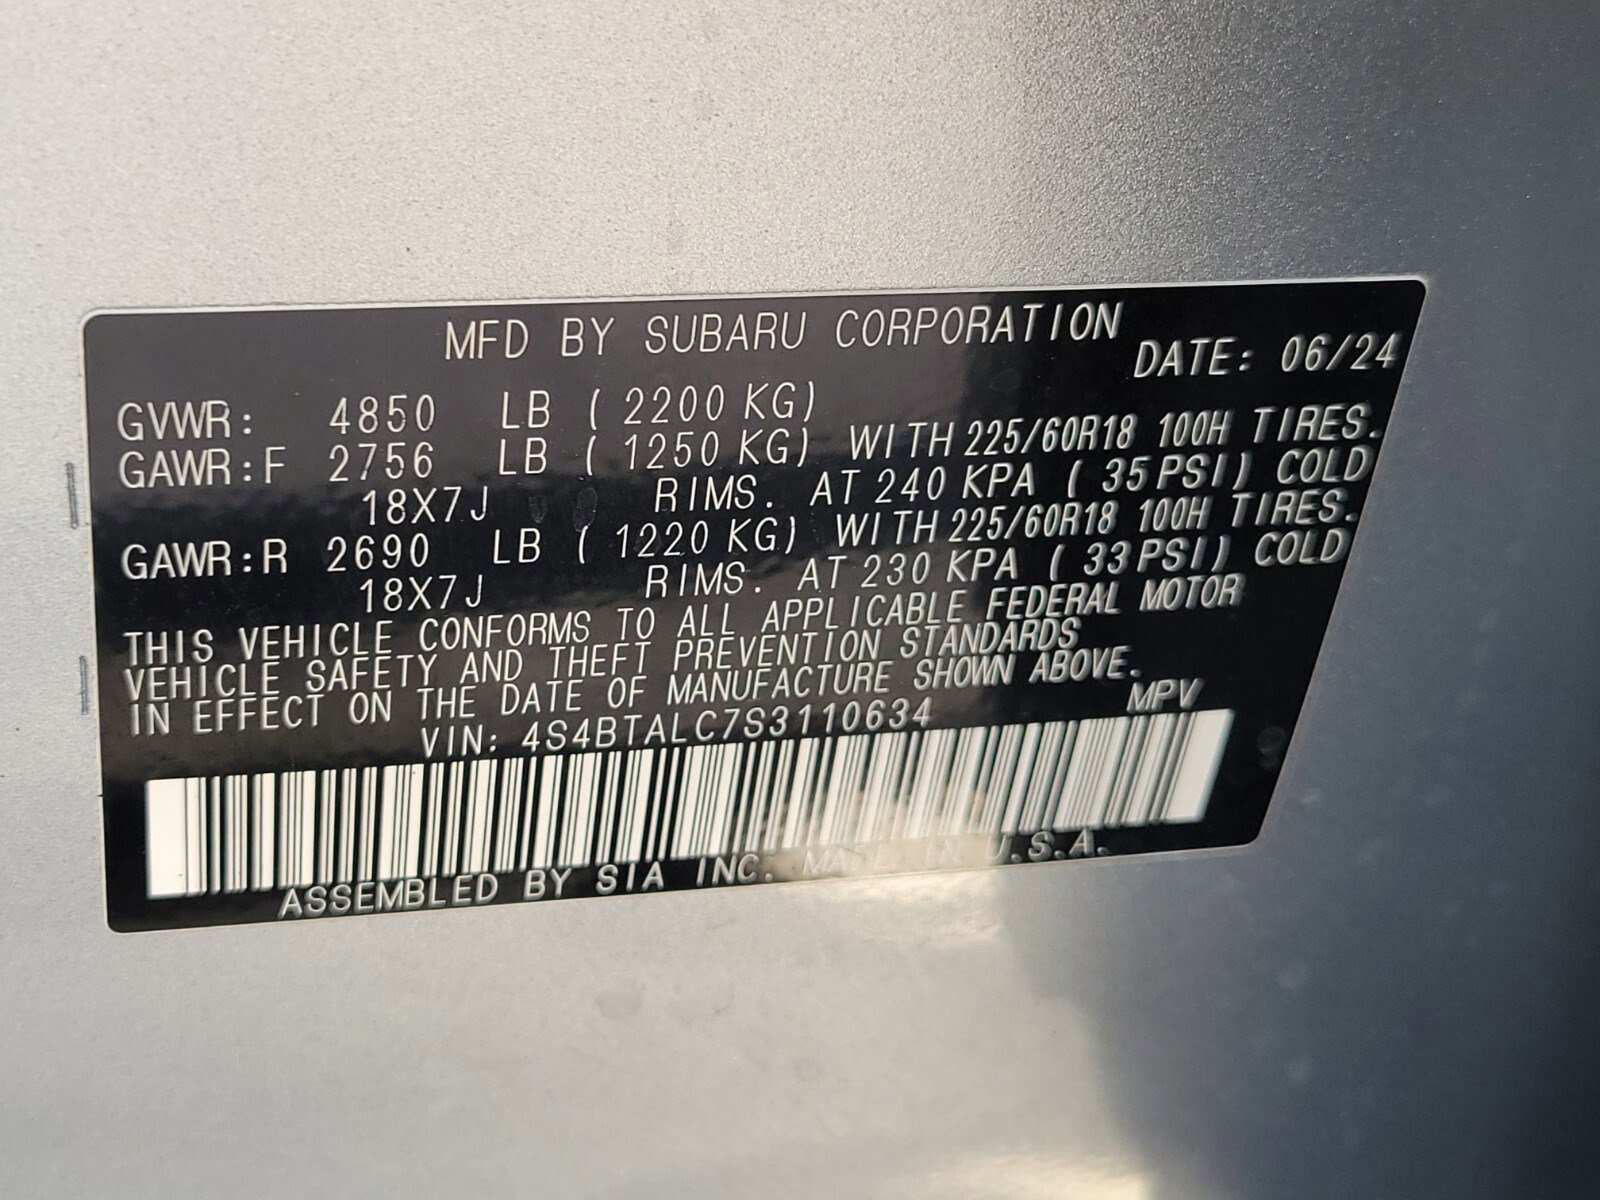 MFD BY SUBARU CORPORATION
DATE: 06/24
GVWR: 4850 LB ( 2200 KG)
GAWR:F 2756 LB ( 1250 KG) WITH 225/60R18 100H TIRES.
18X7J RIMS. AT 240 KPA ( 35 PSI) COLD
GAWR:R 2690 LB ( 1220 KG) WITH 225/60R18 100H TIRES.
18X7J RIMS. AT 230 KPA ( 33 PSI) COLD
THIS VEHICLE CONFORMS TO ALL APPLICABLE FEDERAL MOTOR
VEHICLE SAFETY AND THEFT PREVENTION STANDARDS
IN EFFECT ON THE DATE OF MANUFACTURE SHOWN ABOVE.
VIN: 4S4BTALC7S3110634 MPV
ASSEMBLED BY SIA INC. MADE IN U.S.A.